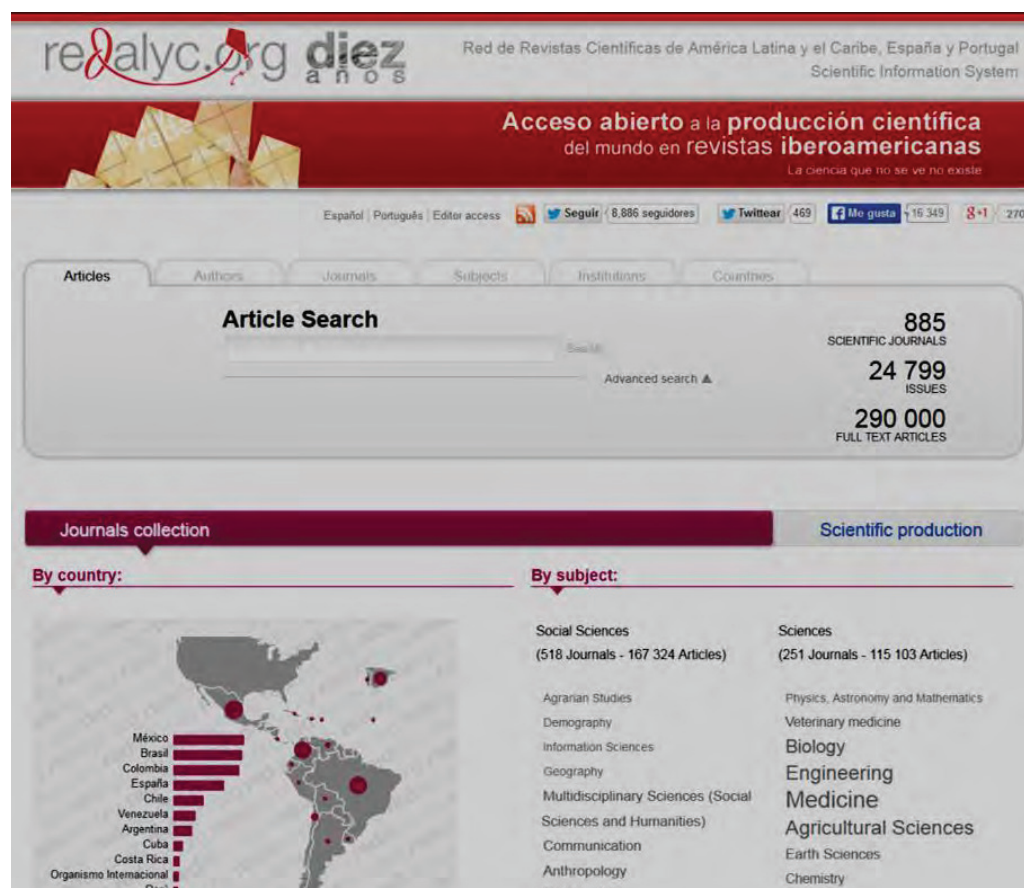 redalyc.org diez años
Red de Revistas Científicas de América Latina y el Caribe, España y Portugal
Scientific Information System
Acceso abierto a la producción científica
del mundo en revistas iberoamericanas
La ciencia que no se ve no existe
Español | Português | Editor access
Seguir 8,886 seguidores
Twittear 469
Me gusta 16 349
g+1 270
Articles Authors Journals Subjects Institutions Countries
Article Search
Search
Advanced search ▲
885
SCIENTIFIC JOURNALS
24 799
ISSUES
290 000
FULL TEXT ARTICLES
Journals collection
Scientific production
By country:
México
Brasil
Colombia
España
Chile
Venezuela
Argentina
Cuba
Costa Rica
Organismo Internacional
By subject:
Social Sciences
(518 Journals - 167 324 Articles)
Agrarian Studies
Demography
Information Sciences
Geography
Multidisciplinary Sciences (Social
Sciences and Humanities)
Communication
Anthropology
Sciences
(251 Journals - 115 103 Articles)
Physics, Astronomy and Mathematics
Veterinary medicine
Biology
Engineering
Medicine
Agricultural Sciences
Earth Sciences
Chemistry